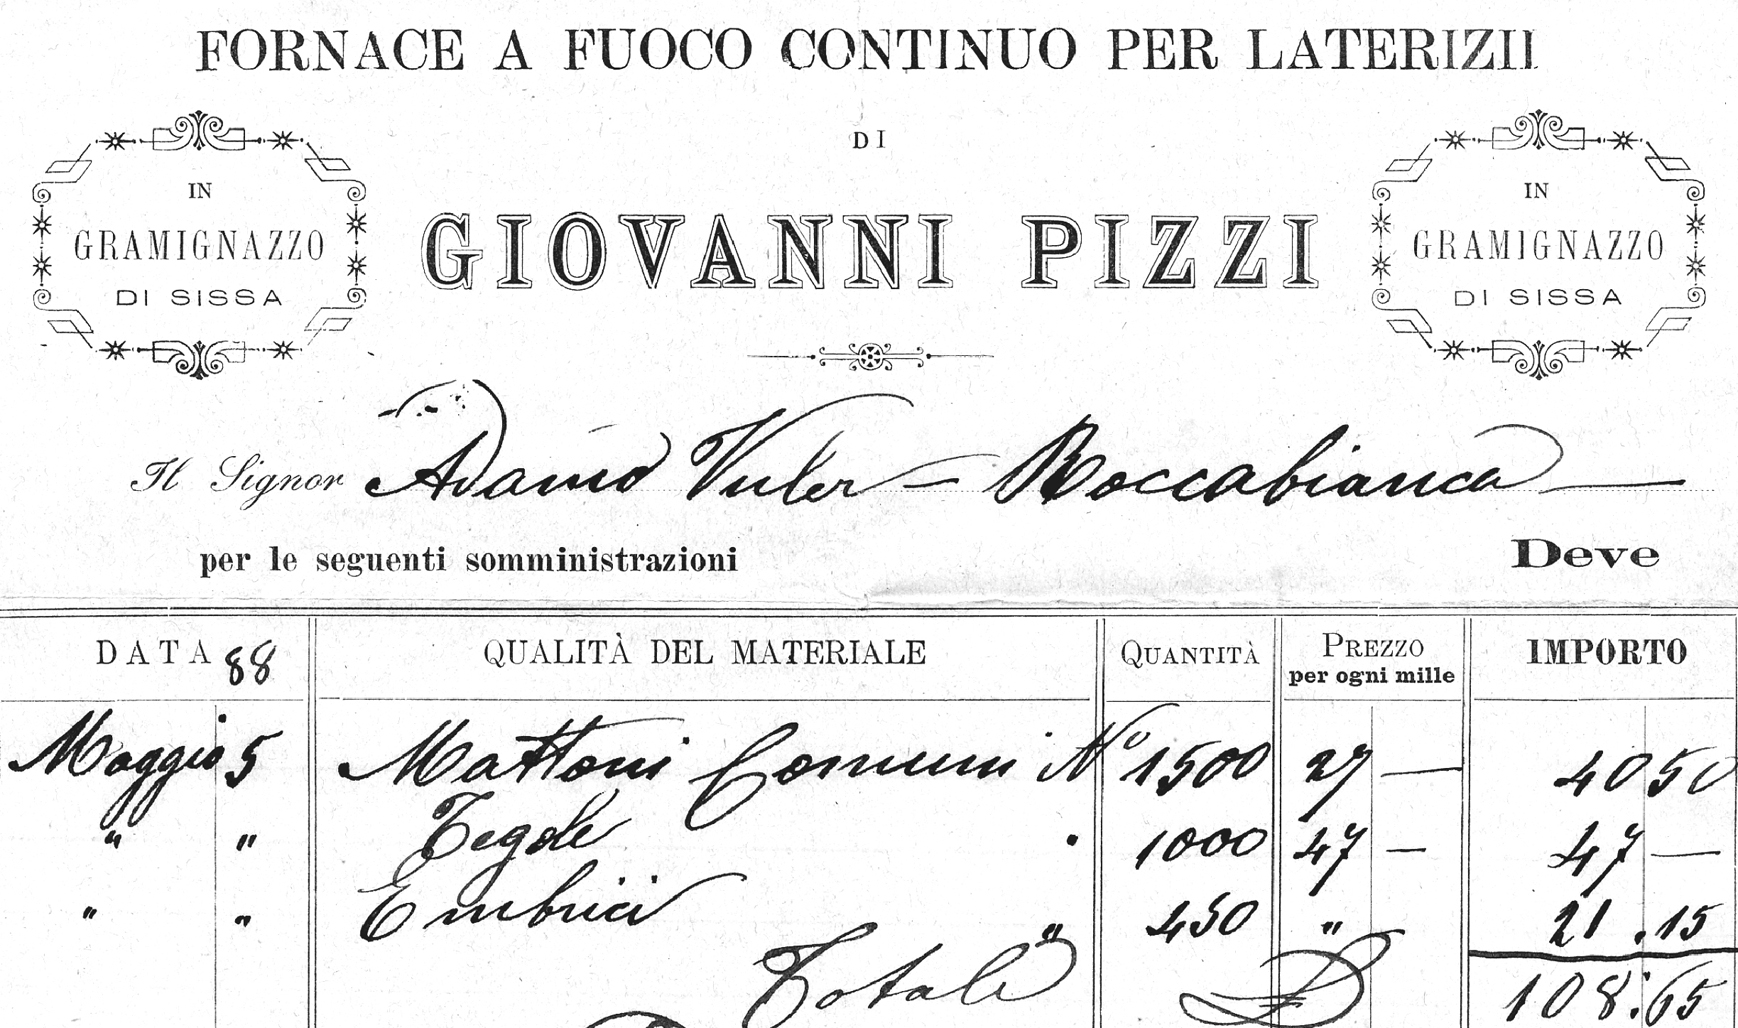 FORNACE A FUOCO CONTINUO PER LATERIZII
DI
IN
GRAMIGNAZZO
DI SISSA
GIOVANNI PIZZI
IN
GRAMIGNAZZO
DI SISSA
Il Signor Adamo Vuler – Roccabianca —
per le seguenti somministrazioni Deve
DATA 88 QUALITÀ DEL MATERIALE QUANTITÀ PREZZO per ogni mille IMPORTO
Maggio 5 Mattoni Comuni No 1500 27 — 40 50
" " Tegole " 1000 47 — 47 —
" " Embrici " 450 " 21.15
Totale 108:65